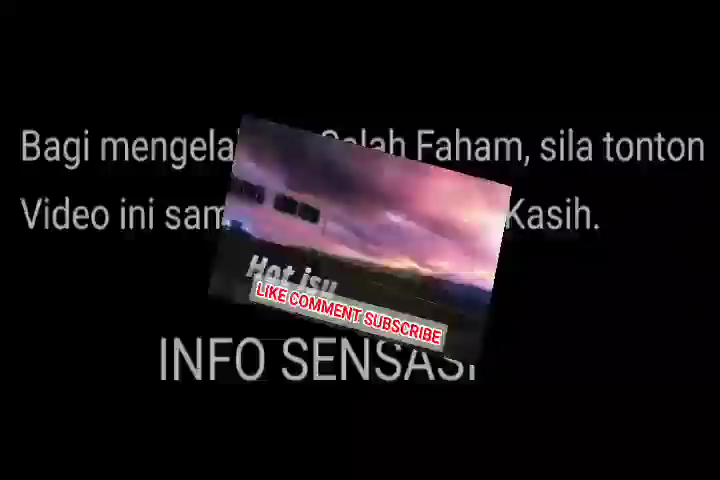 Bagi mengela Salah Faham, sila tonton
Video ini sam Kasih.
Hot isu
LIKE COMMENT SUBSCRIBE
INFO SENSASI